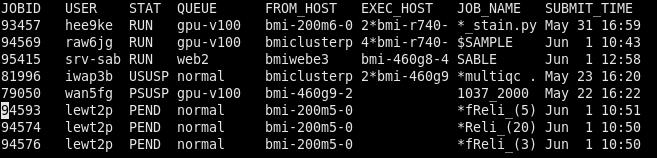 JOBID USER STAT QUEUE FROM_HOST EXEC_HOST JOB_NAME SUBMIT_TIME
93457 hee9ke RUN gpu-v100 bmi-200m6-0 2*bmi-r740- *_stain.py May 31 16:59
94569 raw6jg RUN gpu-v100 bmiclusterp 4*bmi-r740- $SAMPLE Jun 1 10:43
95415 srv-sab RUN web2 bmiwebe3 bmi-460g8-4 SABLE Jun 1 12:58
81996 iwap3b USUSP normal bmiclusterp 2*bmi-460g9 *multiqc . May 23 16:20
79050 wan5fg PSUSP gpu-v100 bmi-460g9-2 1037_2000 May 22 16:22
94593 lewt2p PEND normal bmi-200m5-0 *fReli_(5) Jun 1 10:51
94574 lewt2p PEND normal bmi-200m5-0 *Reli_(20) Jun 1 10:50
94576 lewt2p PEND normal bmi-200m5-0 *fReli_(3) Jun 1 10:50